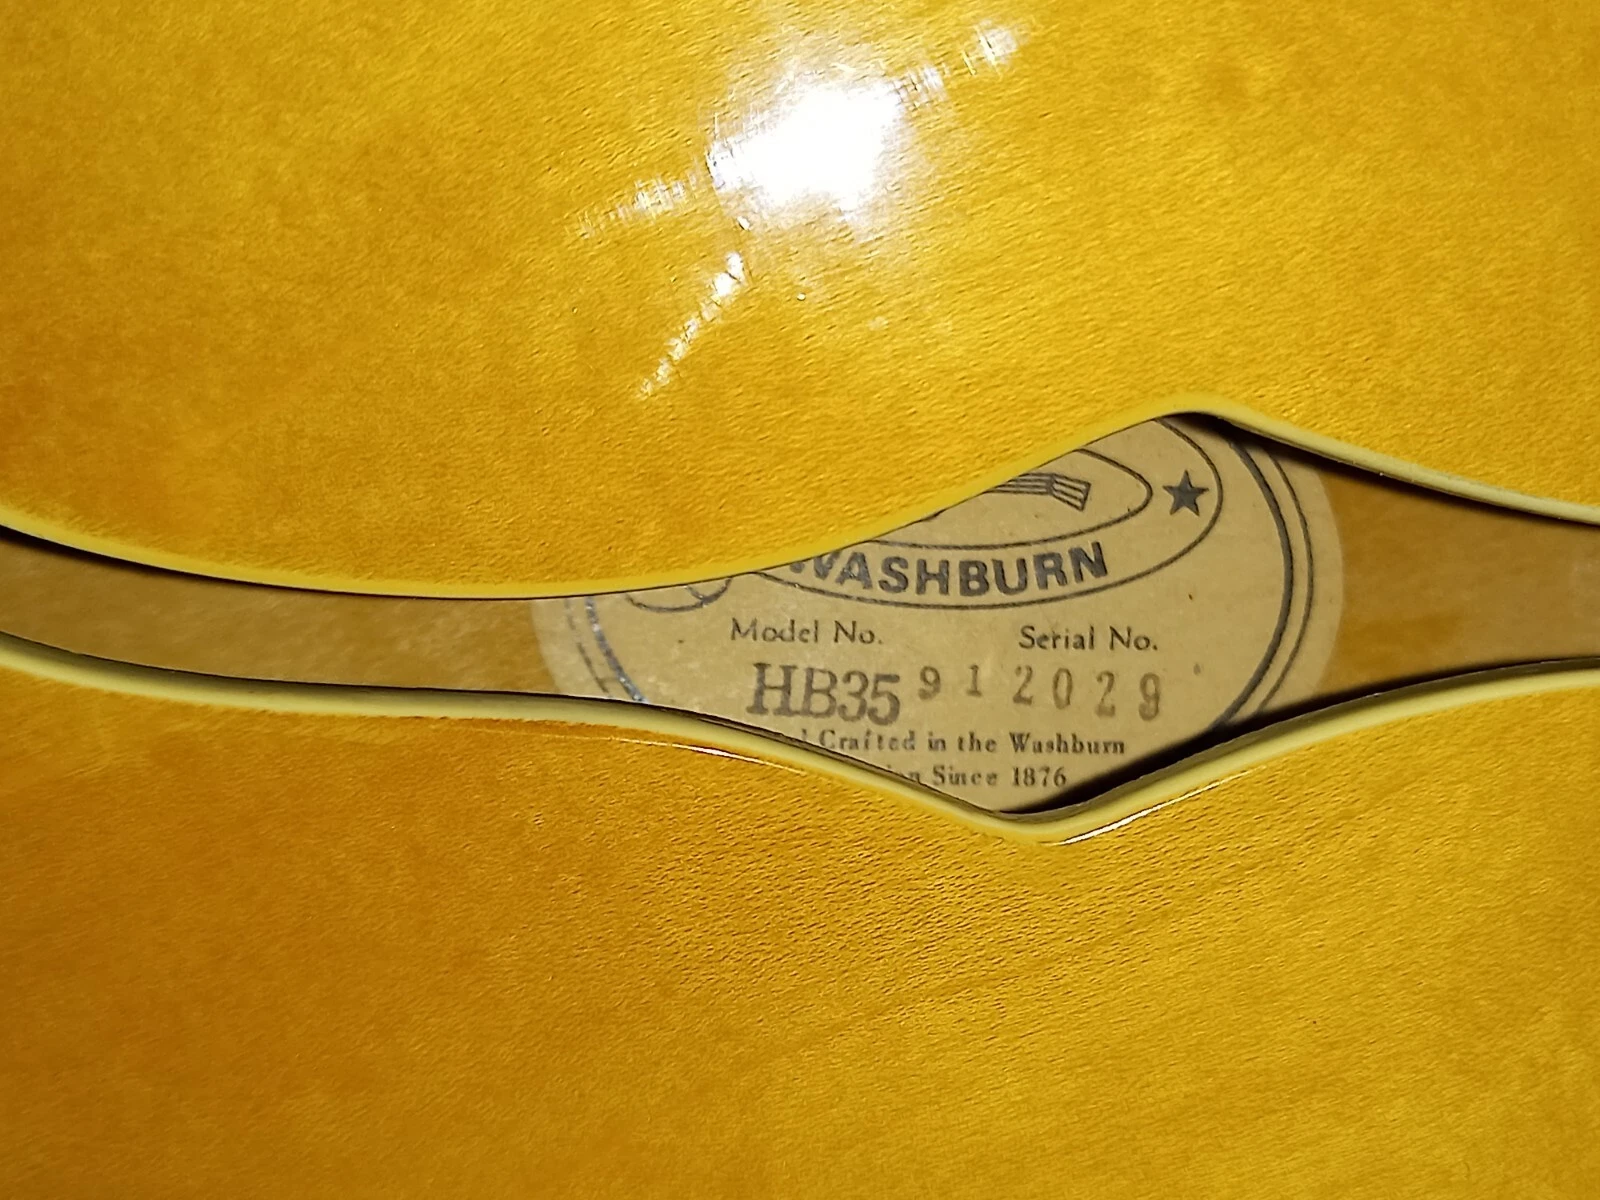 WASHBURN
Model No. Serial No.
HB35 912029
Crafted in the Washburn
Since 1876